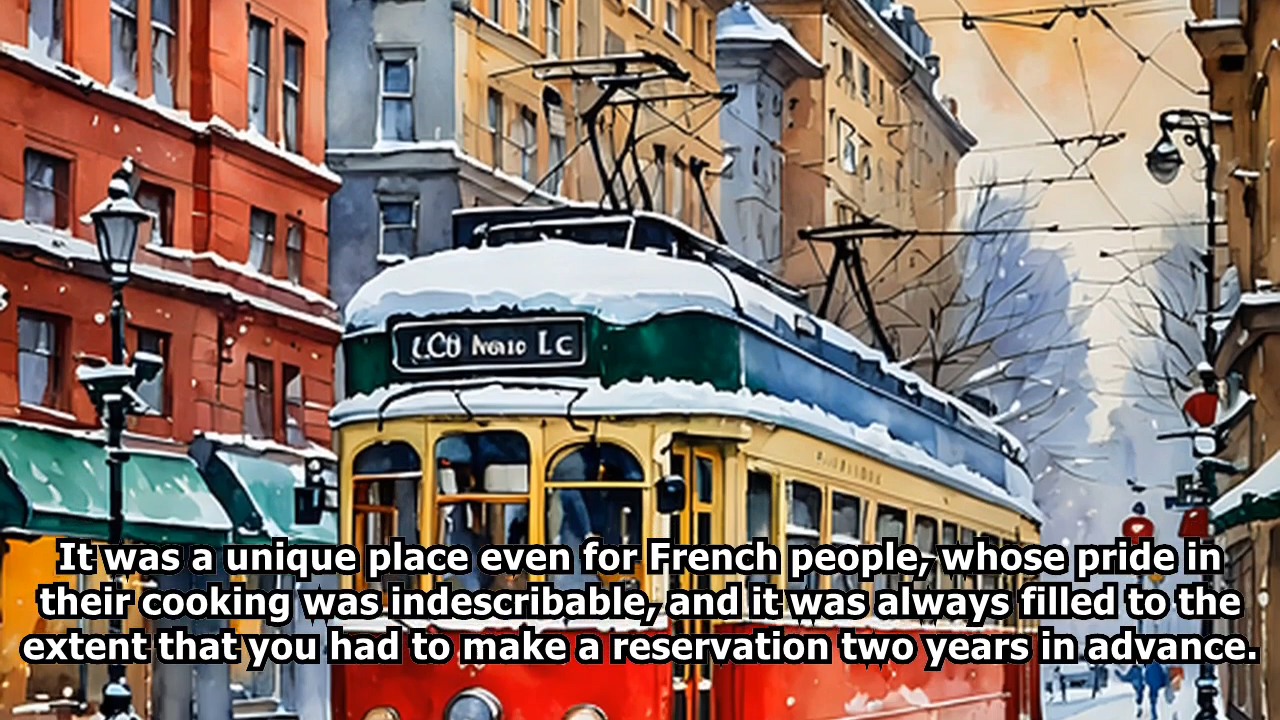 It was a unique place even for French people, whose pride in
their cooking was indescribable, and it was always filled to the
extent that you had to make a reservation two years in advance.